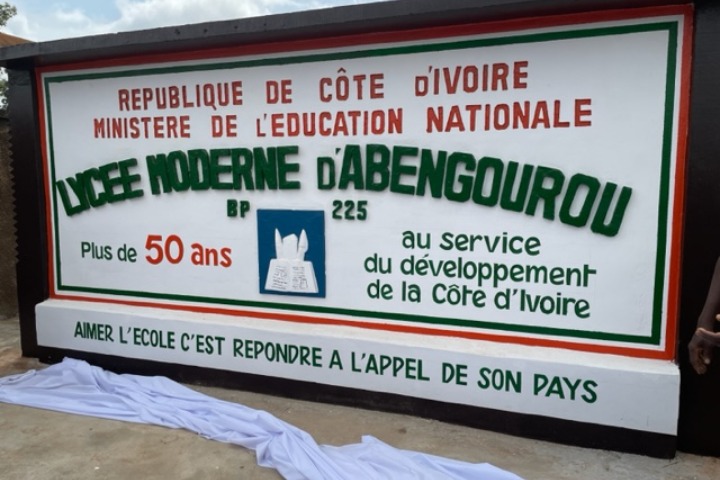 REPUBLIQUE DE CÔTE D'IVOIRE
MINISTERE DE L'EDUCATION NATIONALE
LYCEE MODERNE D'ABENGOUROU
BP 225
Plus de 50 ans
au service
du développement
de la Côte d'Ivoire
AIMER L'ECOLE C'EST REPONDRE A L'APPEL DE SON PAYS